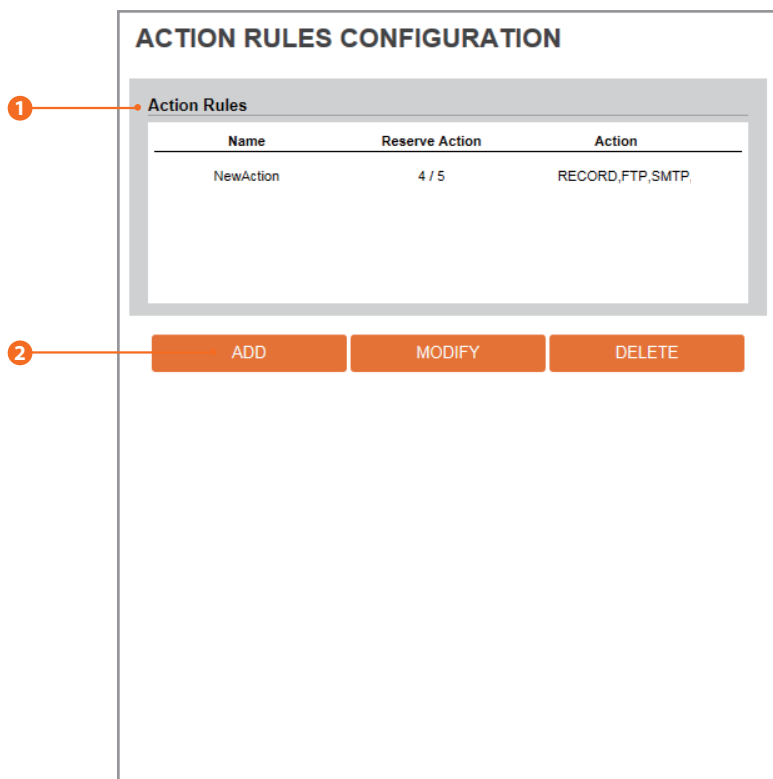 ACTION RULES CONFIGURATION
1
Action Rules
Name Reserve Action Action
NewAction 4 / 5 RECORD,FTP,SMTP,
2
ADD MODIFY DELETE